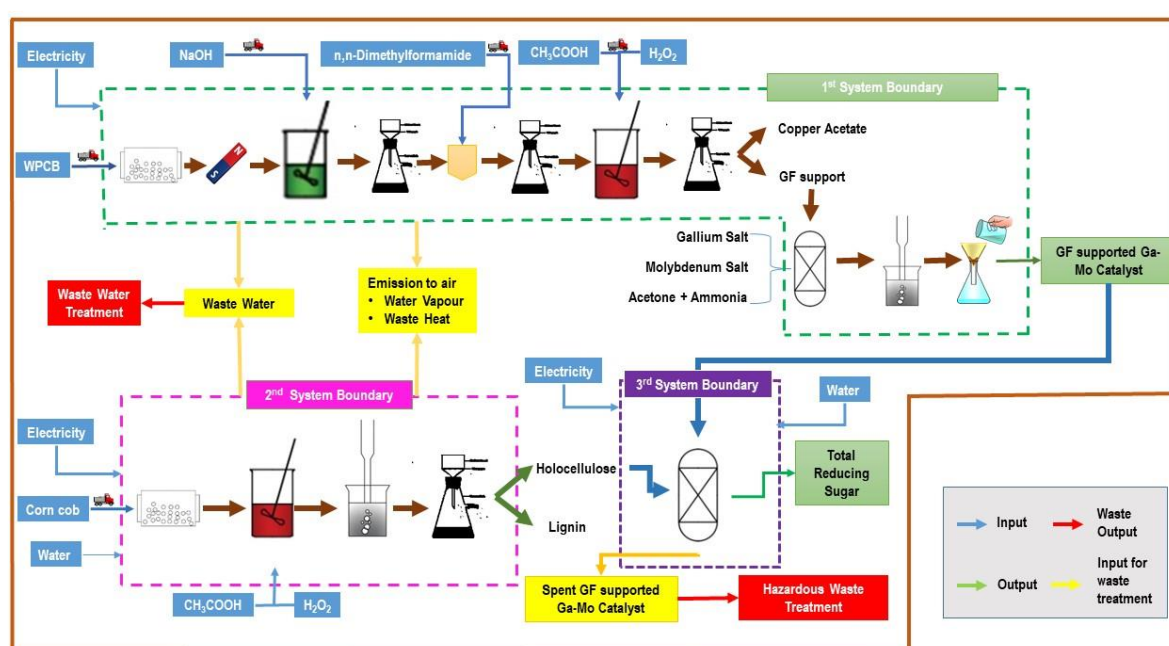 Electricity
NaOH
n,n-Dimethylformamide
CH₃COOH
H₂O₂
1st System Boundary
WPCB
N
S
Copper Acetate
GF support
Gallium Salt
Molybdenum Salt
Acetone + Ammonia
GF supported Ga-
Mo Catalyst
Waste Water
Treatment
Waste Water
Emission to air
• Water Vapour
• Waste Heat
2nd System Boundary
Electricity
3rd System Boundary
Water
Electricity
Corn cob
Water
Holocellulose
Lignin
Total
Reducing
Sugar
CH₃COOH
H₂O₂
Spent GF supported
Ga-Mo Catalyst
Hazardous Waste
Treatment
Input
Waste
Output
Output
Input for
waste
treatment